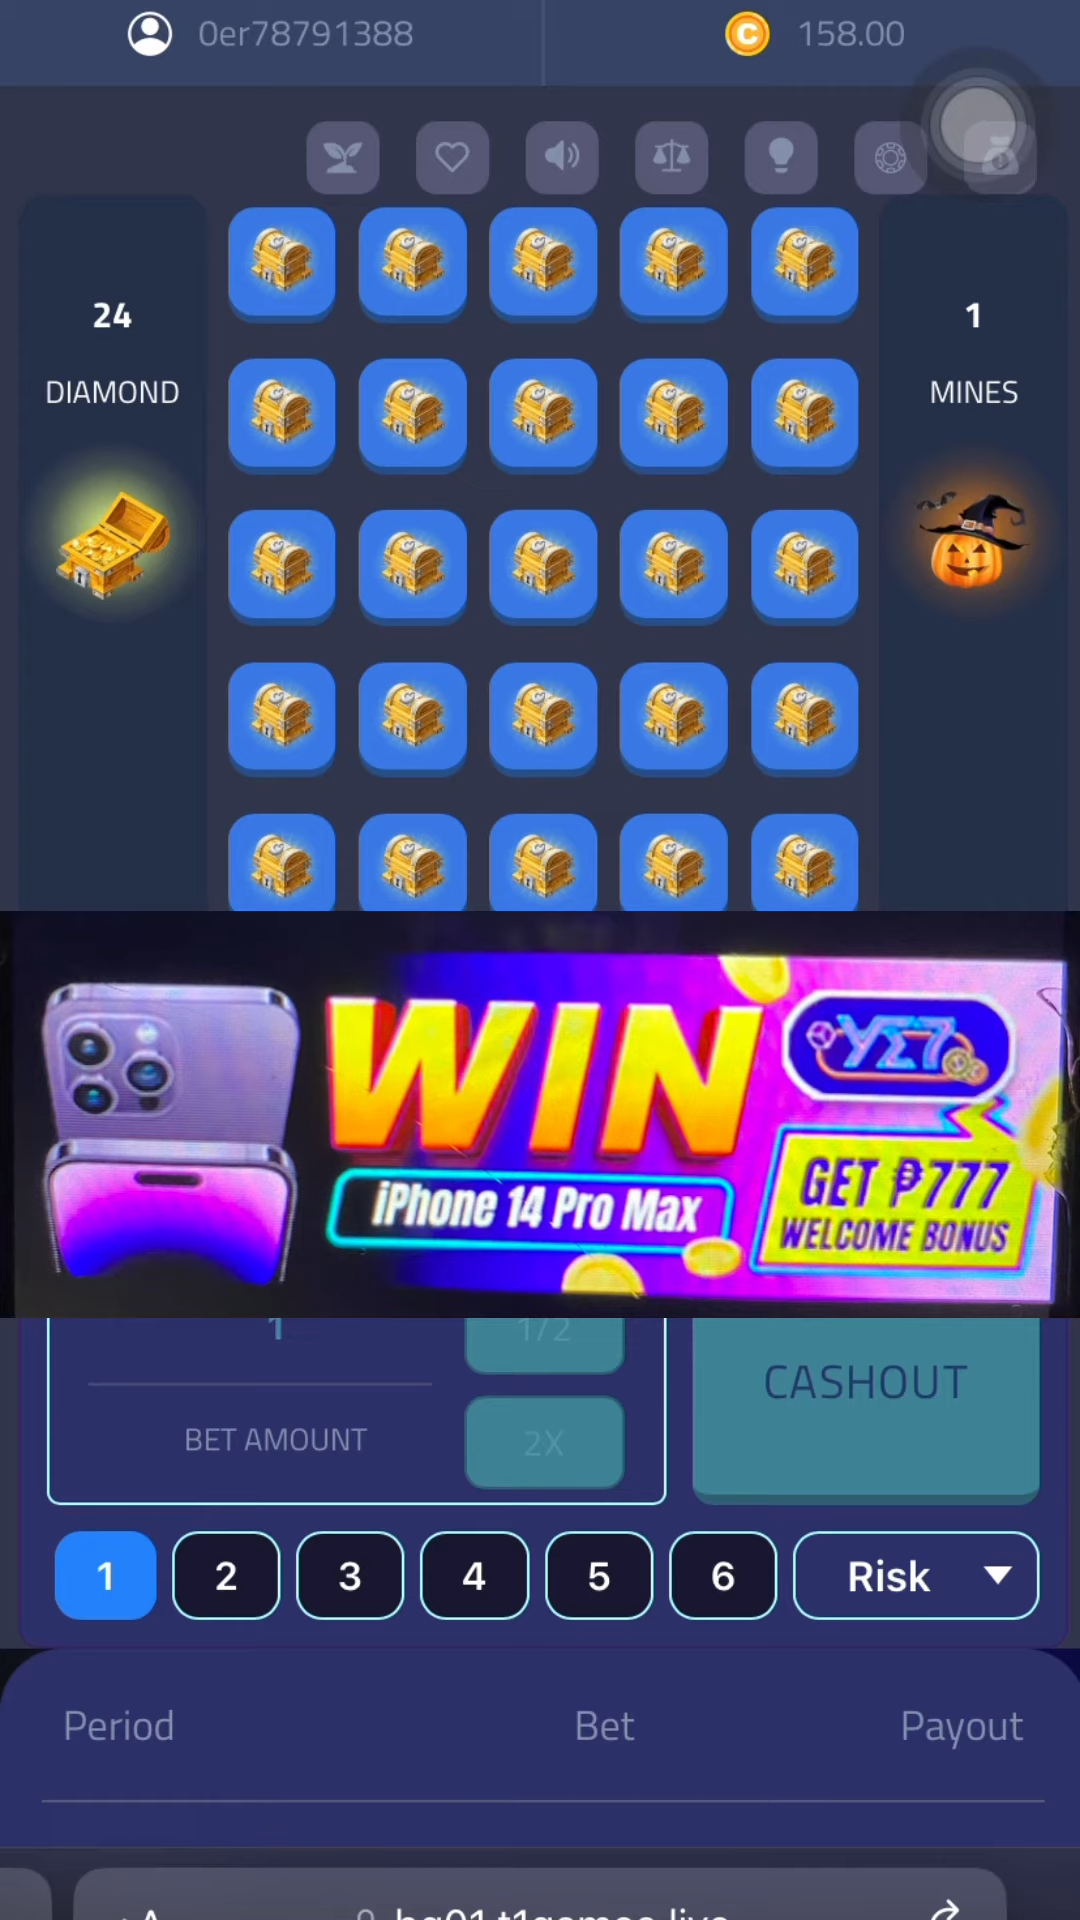 0er78791388
158.00
24
DIAMOND
1
MINES
WIN
YΣ7
iPhone 14 Pro Max
GET ₱777
WELCOME BONUS
1
1/2
CASHOUT
BET AMOUNT
2X
1 2 3 4 5 6 Risk
Period Bet Payout